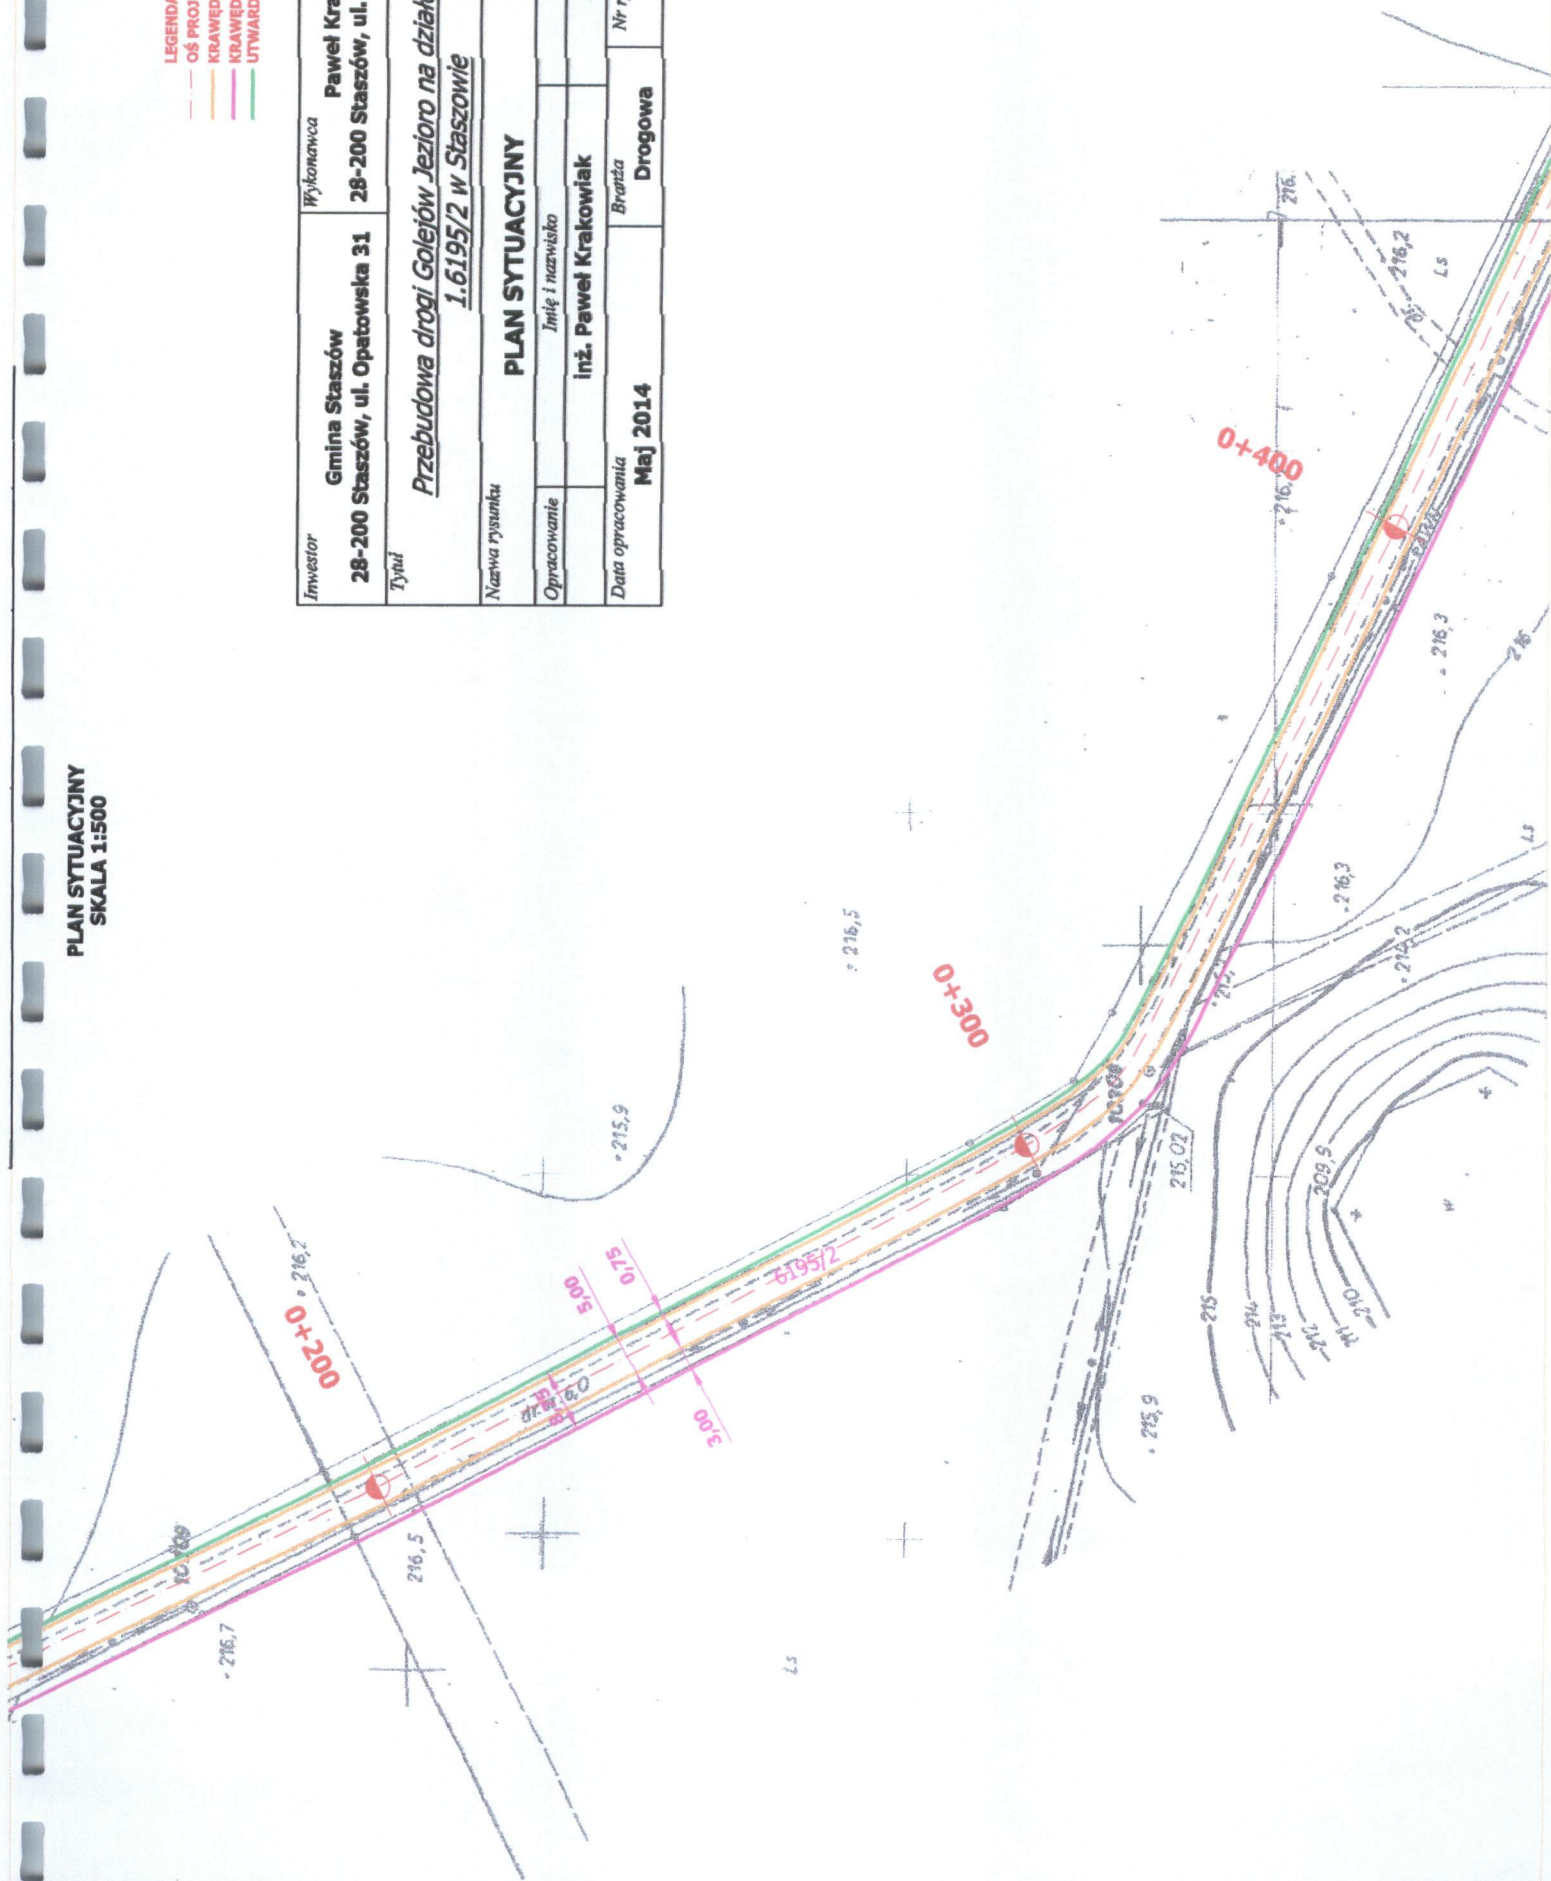 PLAN SYTUACYJNY
SKALA 1:500
LEGENDA
OŚ PROJ
KRAWĘD
KRAWĘD
UTWARD
Inwestor
Gmina Staszów
28-200 Staszów, ul. Opatowska 31
Wykonawca
Paweł Kra
28-200 Staszów, ul.
Tytuł
Przebudowa drogi Golejów Jezioro na dział
1.6195/2 w Staszowie
Nazwa rysunku
PLAN SYTUACYJNY
Opracowanie
Imię i nazwisko
inż. Paweł Krakowiak
Data opracowania
Maj 2014
Branża
Drogowa
Nr r
0+200
0+300
0+400
216,2
216,5
216,7
215,9
216,5
5,00
0,75
3,00
6195/2
216,2
Ls
216,3
216
216,3
Ls
214,2
215,02
209,9
215
214
213
212
211
210
215,9
w
Ls